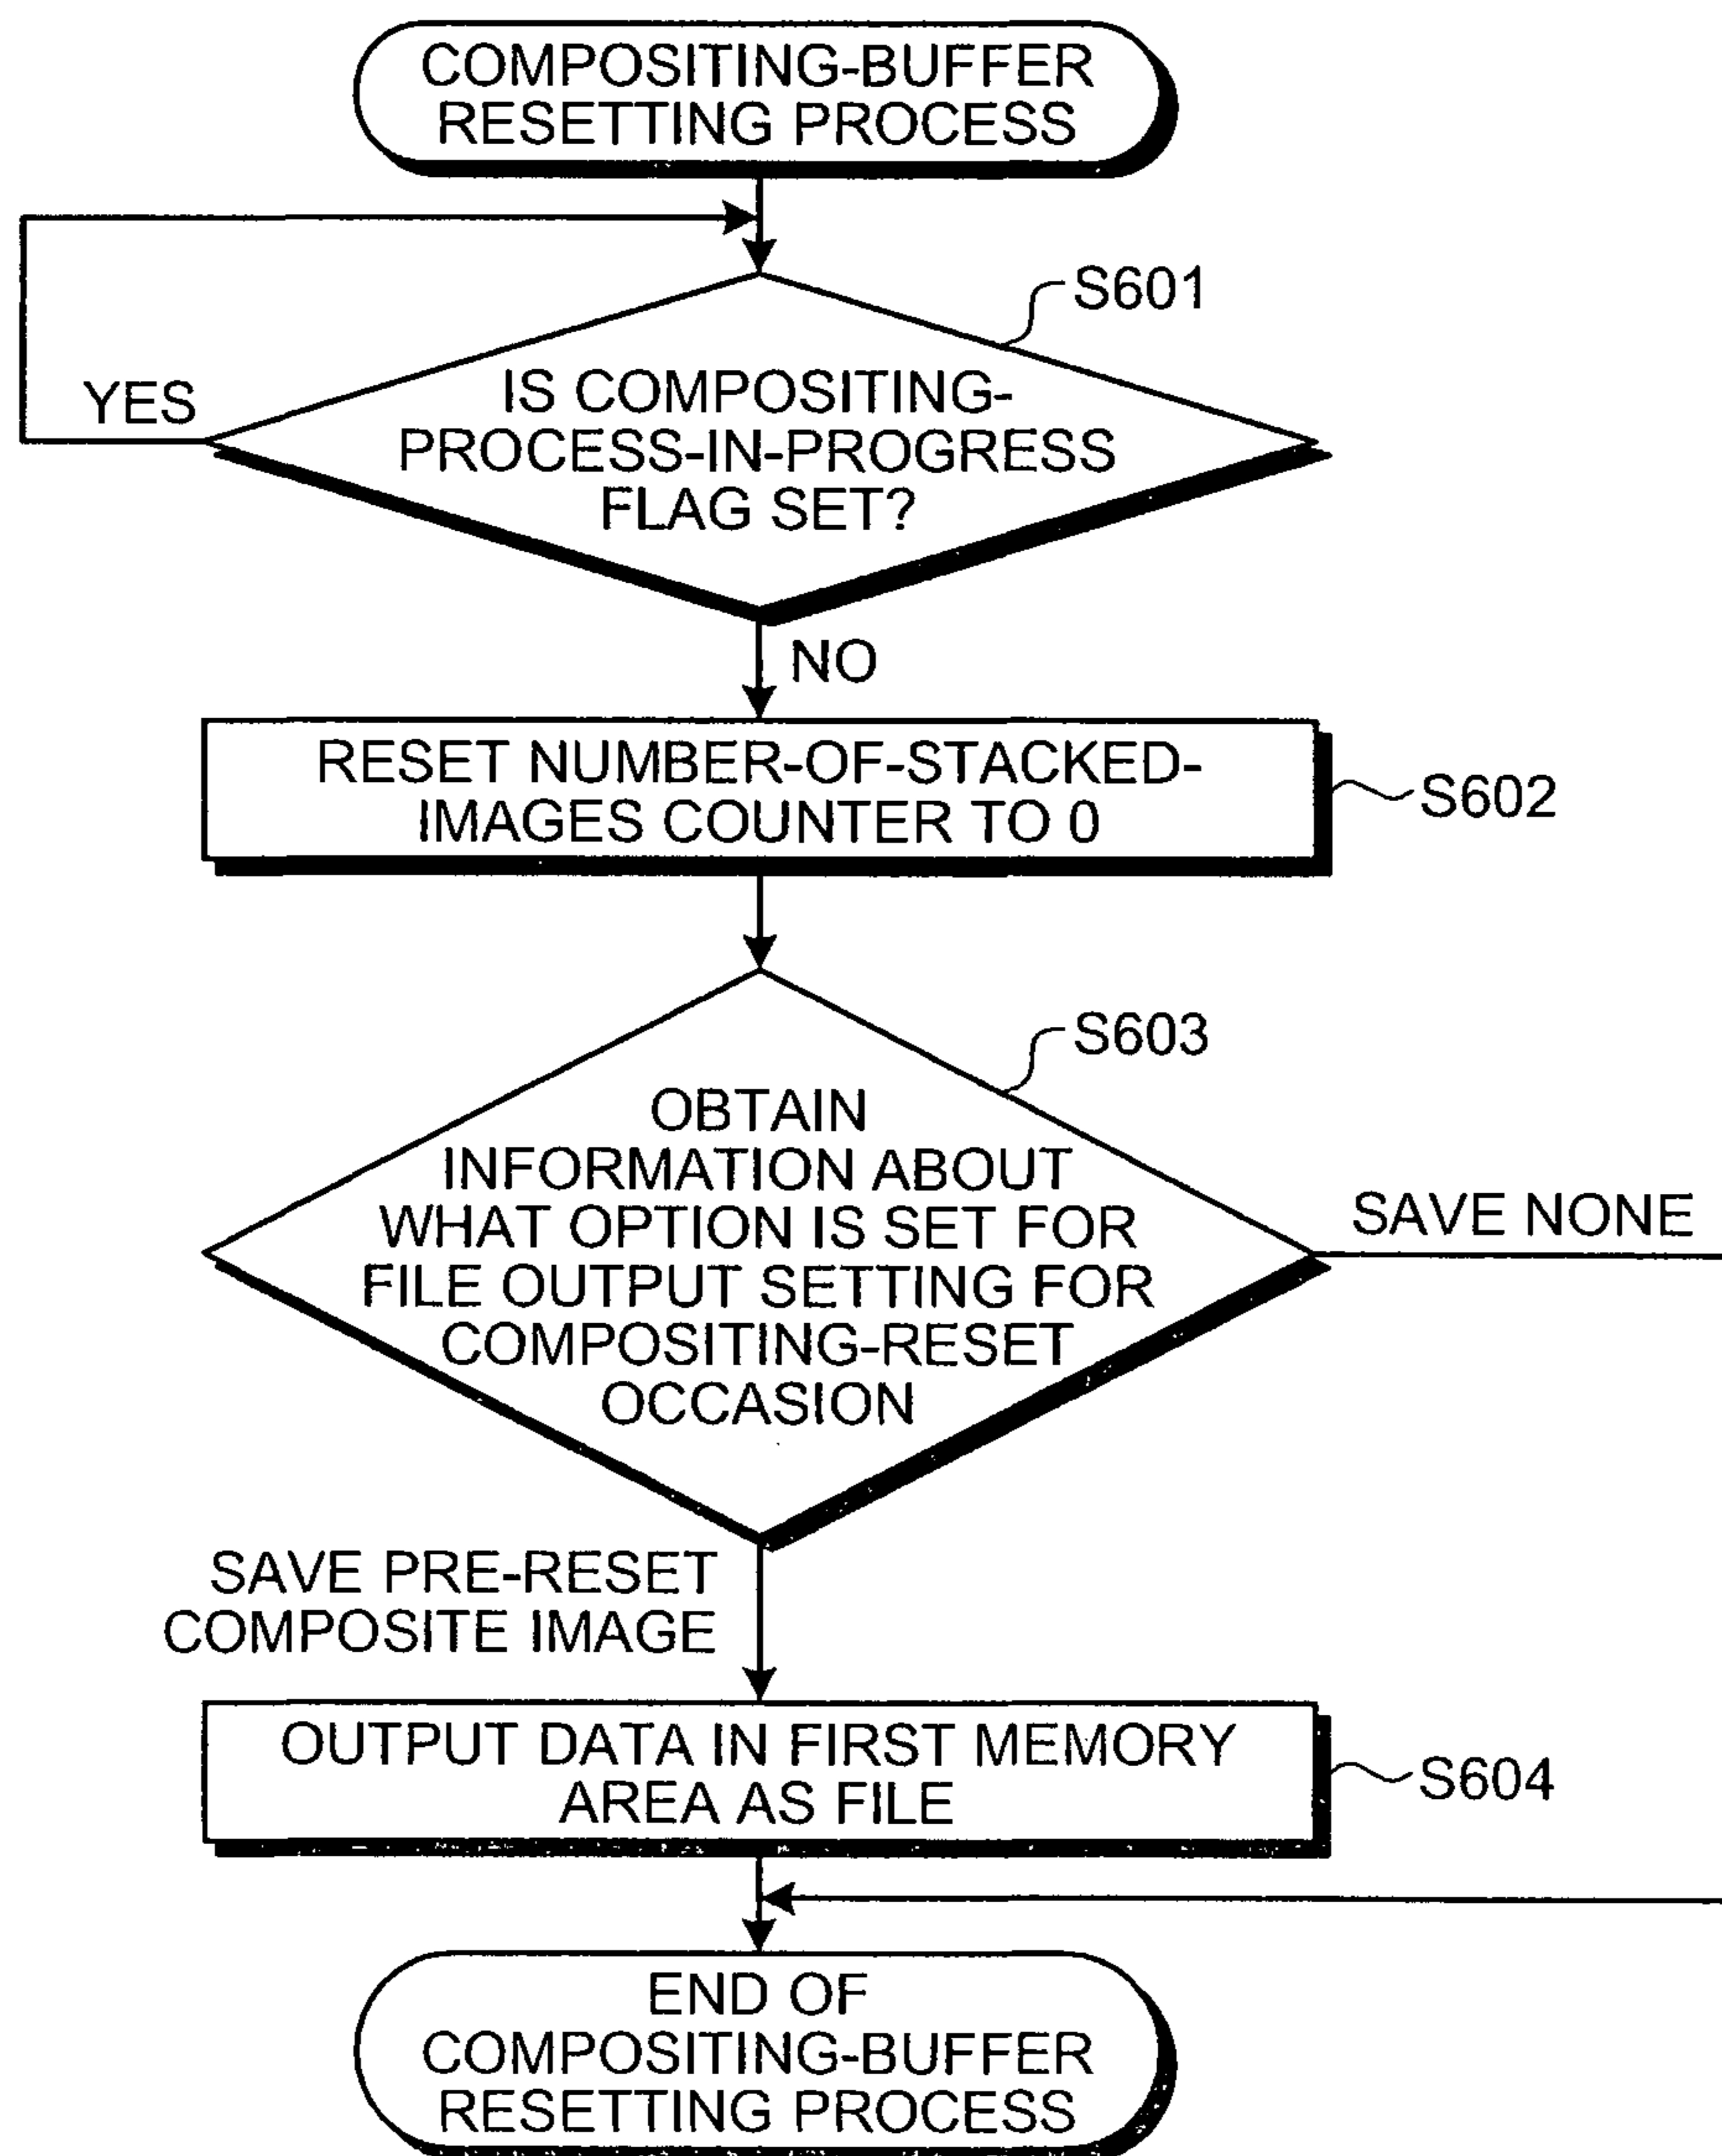 COMPOSITING-BUFFER
RESETTING PROCESS
S601
YES
IS COMPOSITING-
PROCESS-IN-PROGRESS
FLAG SET?
NO
RESET NUMBER-OF-STACKED-
IMAGES COUNTER TO 0
S602
S603
OBTAIN
INFORMATION ABOUT
WHAT OPTION IS SET FOR
FILE OUTPUT SETTING FOR
COMPOSITING-RESET
OCCASION
SAVE NONE
SAVE PRE-RESET
COMPOSITE IMAGE
OUTPUT DATA IN FIRST MEMORY
AREA AS FILE
S604
END OF
COMPOSITING-BUFFER
RESETTING PROCESS